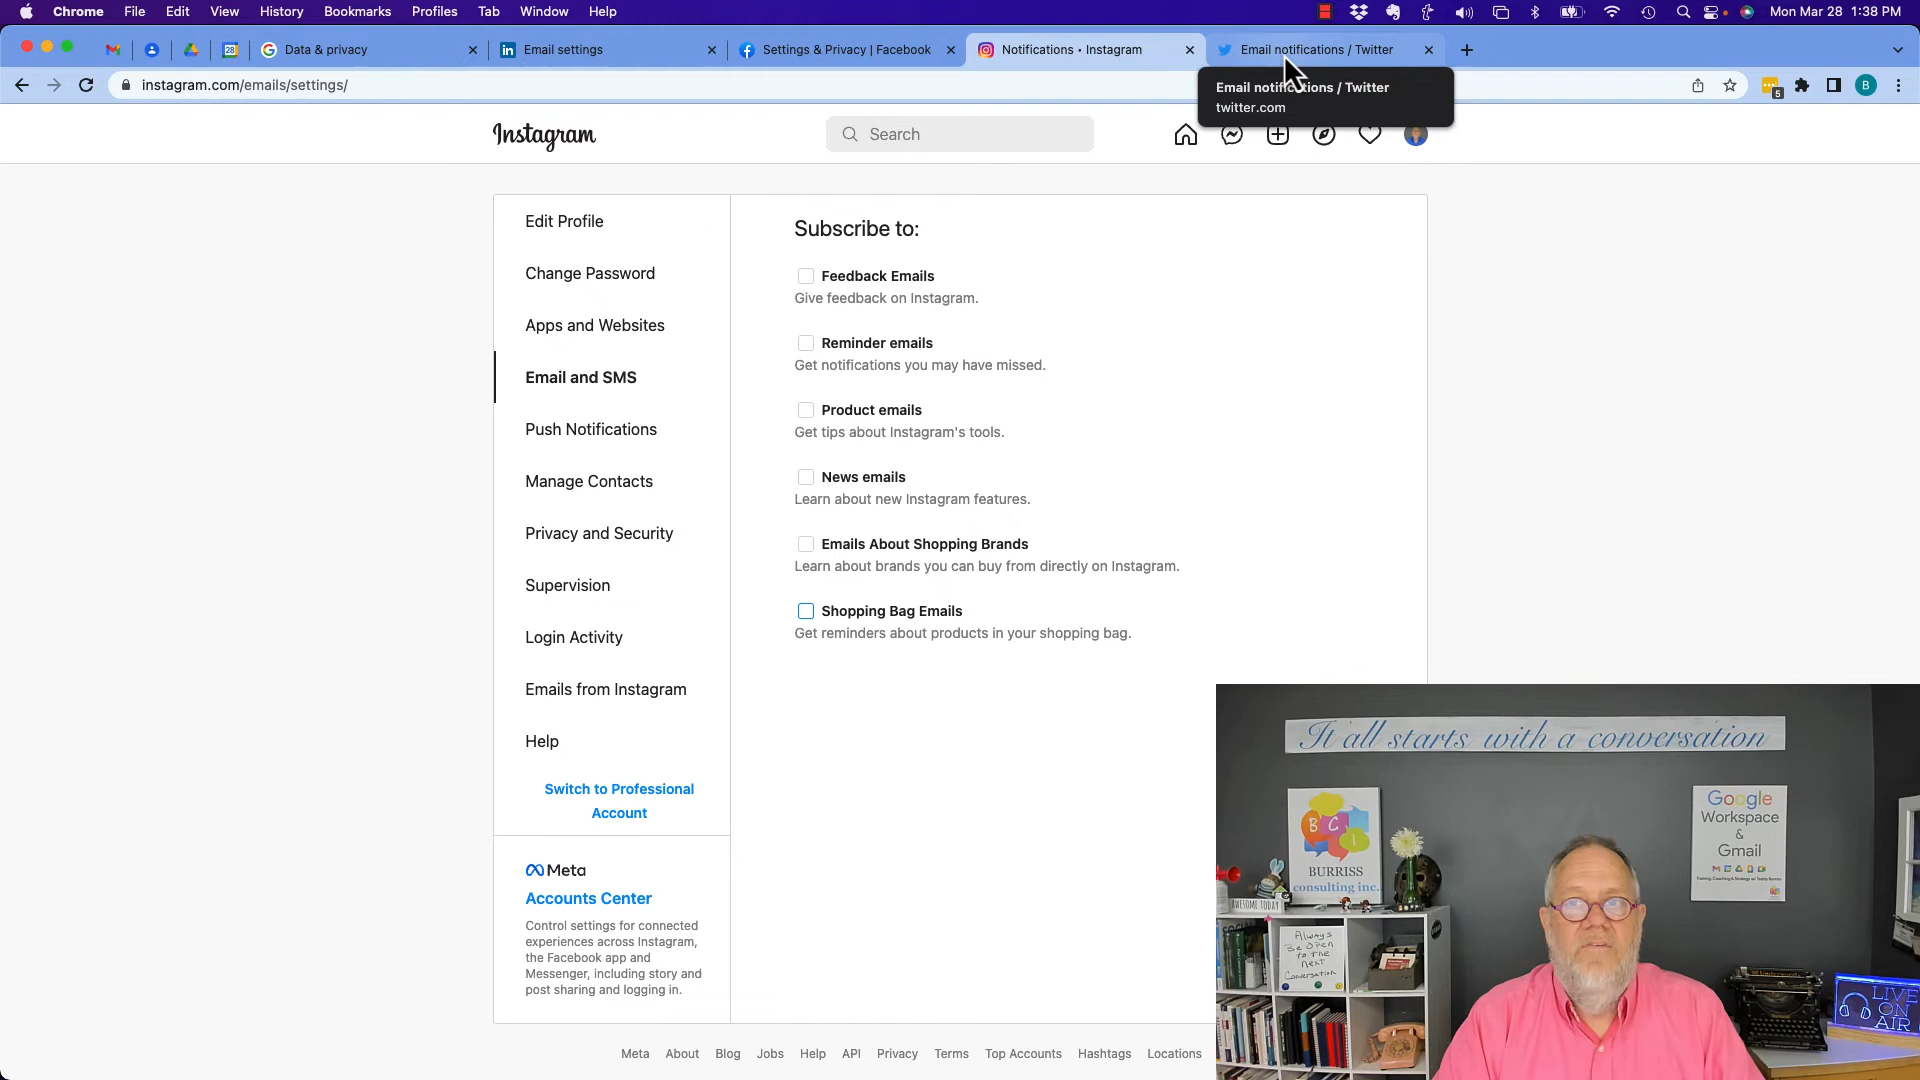 Chrome File Edit View History Bookmarks Profiles Tab Window Help
Mon Mar 28 1:38 PM
28 Data & privacy
Email settings
Settings & Privacy | Facebook
Notifications • Instagram
Email notifications / Twitter
instagram.com/emails/settings/
5
B
Email notifications / Twitter
twitter.com
Instagram
Search
Edit Profile
Change Password
Apps and Websites
Email and SMS
Push Notifications
Manage Contacts
Privacy and Security
Supervision
Login Activity
Emails from Instagram
Help
Switch to Professional
Account
Meta
Accounts Center
Control settings for connected
experiences across Instagram,
the Facebook app and
Messenger, including story and
post sharing and logging in.
Subscribe to:
Feedback Emails
Give feedback on Instagram.
Reminder emails
Get notifications you may have missed.
Product emails
Get tips about Instagram's tools.
News emails
Learn about new Instagram features.
Emails About Shopping Brands
Learn about brands you can buy from directly on Instagram.
Shopping Bag Emails
Get reminders about products in your shopping bag.
Meta About Blog Jobs Help API Privacy Terms Top Accounts Hashtags Locations
It all starts with a conversation
B C I
BURRISS
consulting inc.
AWESOME TODAY
Always
Be Open
to the
Next
Conversation
Google
Workspace
&
Gmail
Training, Coaching & Strategy w/ Teddy Burriss
LIVE
ON
AIR